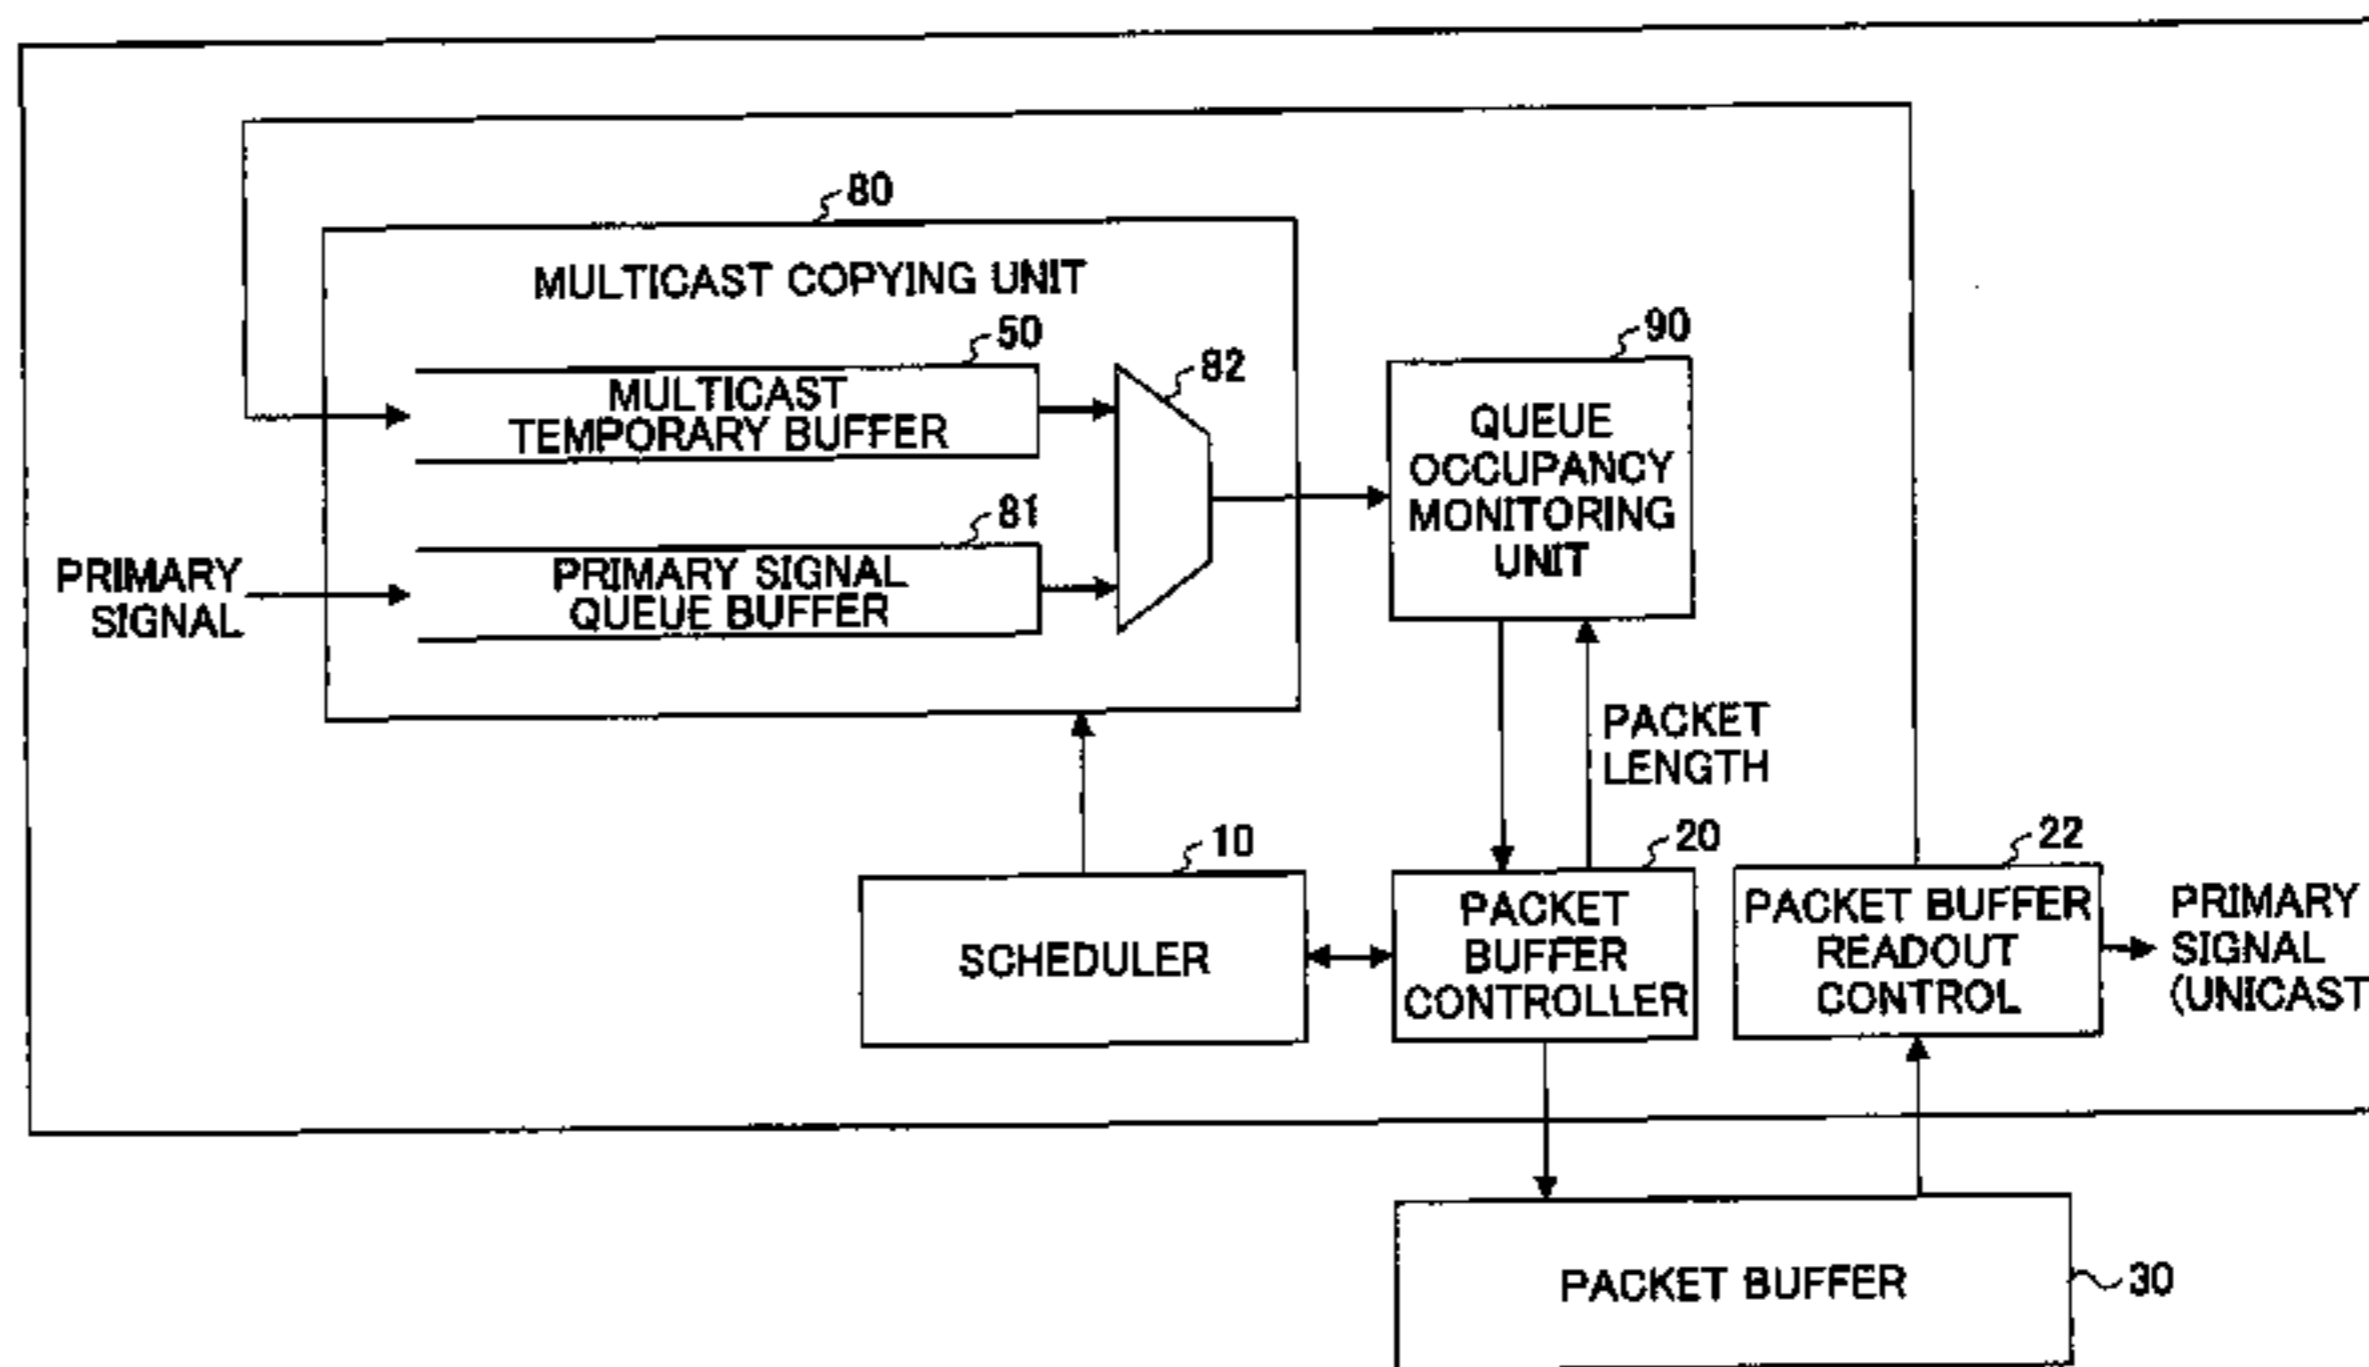 80
MULTICAST COPYING UNIT
50
MULTICAST
TEMPORARY BUFFER
82
90
QUEUE
OCCUPANCY
MONITORING
UNIT
81
PRIMARY SIGNAL
QUEUE BUFFER
PRIMARY
SIGNAL
PACKET
LENGTH
10
SCHEDULER
20
PACKET
BUFFER
CONTROLLER
22
PACKET BUFFER
READOUT
CONTROL
PRIMARY
SIGNAL
(UNICAST
PACKET BUFFER
30